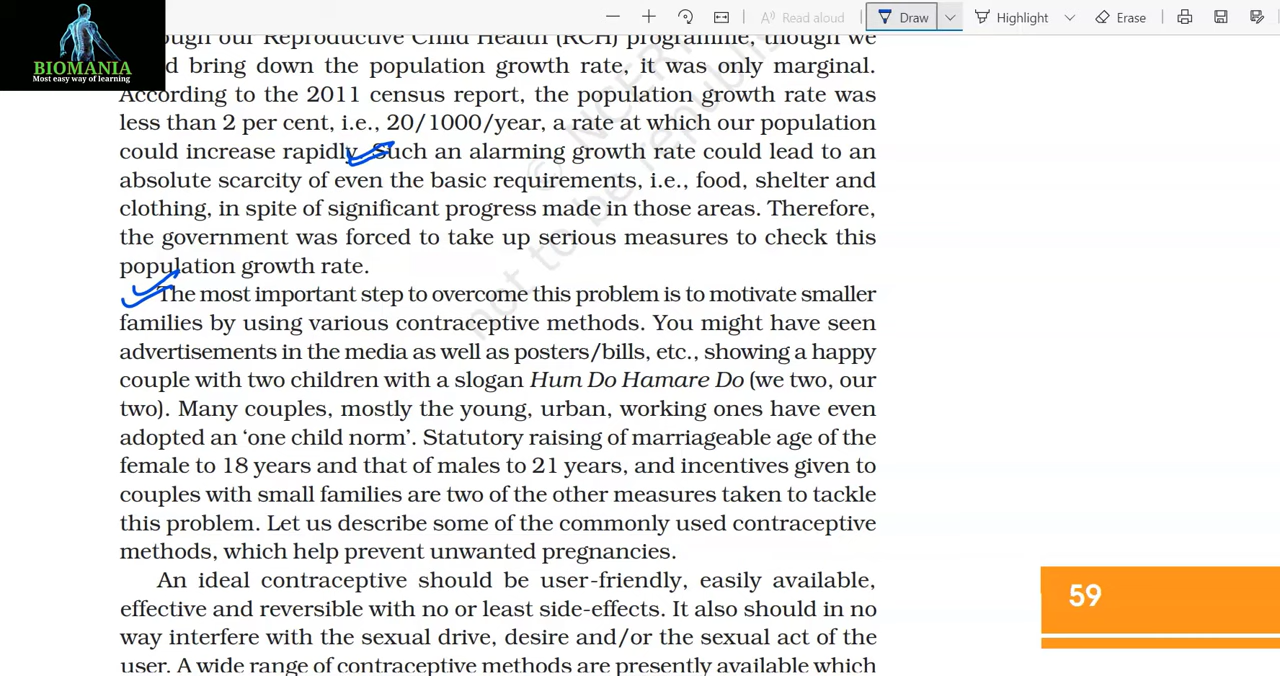 BIOMANIA
Most easy way of learning
Read aloud
Draw
Highlight
Erase
our Reproductive Child Health (RCH) programme, though we
bring down the population growth rate, it was only marginal.
According to the 2011 census report, the population growth rate was
less than 2 per cent, i.e., 20/1000/year, a rate at which our population
could increase rapidly. Such an alarming growth rate could lead to an
absolute scarcity of even the basic requirements, i.e., food, shelter and
clothing, in spite of significant progress made in those areas. Therefore,
the government was forced to take up serious measures to check this
population growth rate.
The most important step to overcome this problem is to motivate smaller
families by using various contraceptive methods. You might have seen
advertisements in the media as well as posters/bills, etc., showing a happy
couple with two children with a slogan Hum Do Hamare Do (we two, our
two). Many couples, mostly the young, urban, working ones have even
adopted an ‘one child norm’. Statutory raising of marriageable age of the
female to 18 years and that of males to 21 years, and incentives given to
couples with small families are two of the other measures taken to tackle
this problem. Let us describe some of the commonly used contraceptive
methods, which help prevent unwanted pregnancies.
An ideal contraceptive should be user-friendly, easily available,
effective and reversible with no or least side-effects. It also should in no
way interfere with the sexual drive, desire and/or the sexual act of the
user. A wide range of contraceptive methods are presently available which
59
© NCERT
not to be republis